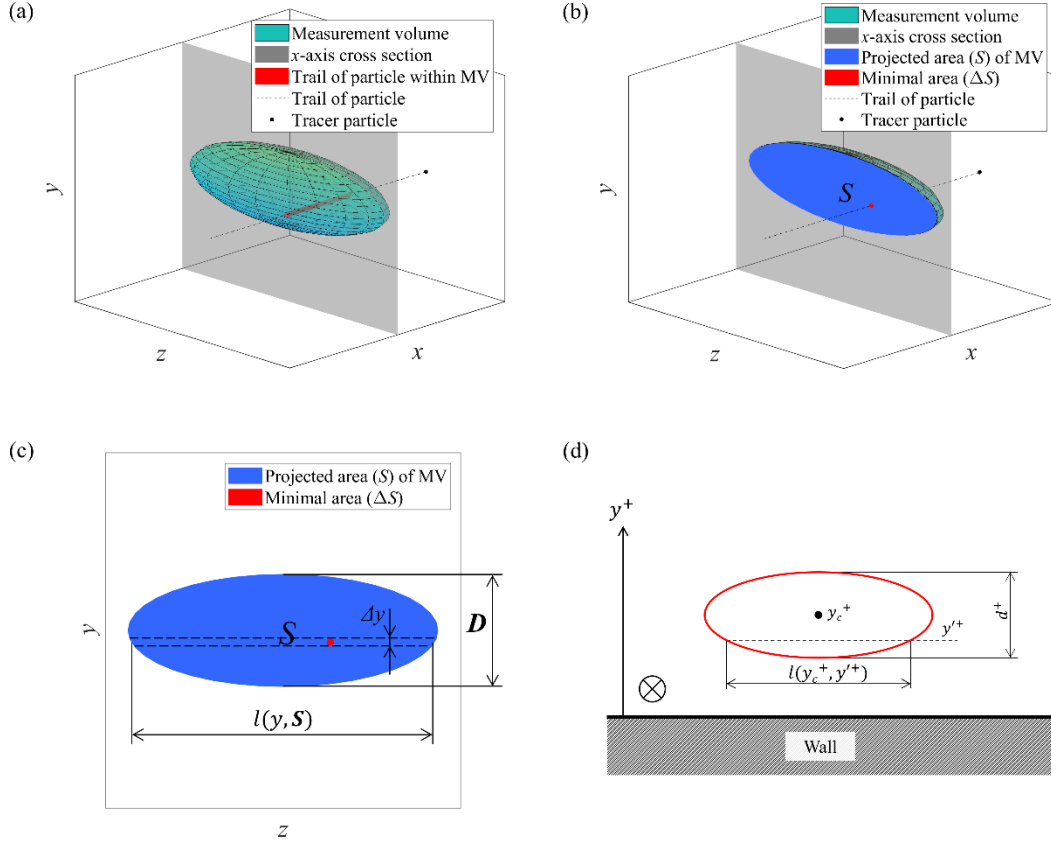 (a)
Measurement volume
x-axis cross section
Trail of particle within MV
Trail of particle
Tracer particle
y
z
x
(b)
Measurement volume
x-axis cross section
Projected area (S) of MV
Minimal area (ΔS)
Trail of particle
Tracer particle
S
y
z
x
(c)
Projected area (S) of MV
Minimal area (ΔS)
Δy
S
D
y
l(y, S)
z
(d)
y⁺
y_c⁺
d⁺
y′⁺
l(y_c⁺, y′⁺)
Wall